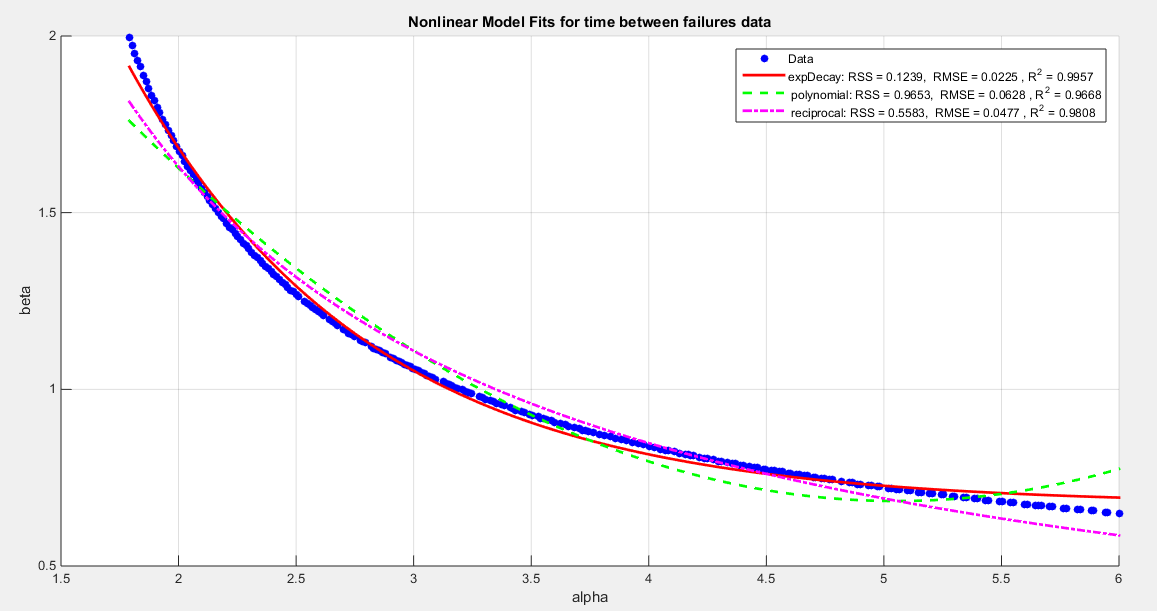 Nonlinear Model Fits for time between failures data
Data
expDecay: RSS = 0.1239, RMSE = 0.0225 , R² = 0.9957
polynomial: RSS = 0.9653, RMSE = 0.0628 , R² = 0.9668
reciprocal: RSS = 0.5583, RMSE = 0.0477 , R² = 0.9808
2
1.5
1
0.5
beta
1.5 2 2.5 3 3.5 4 4.5 5 5.5 6
alpha